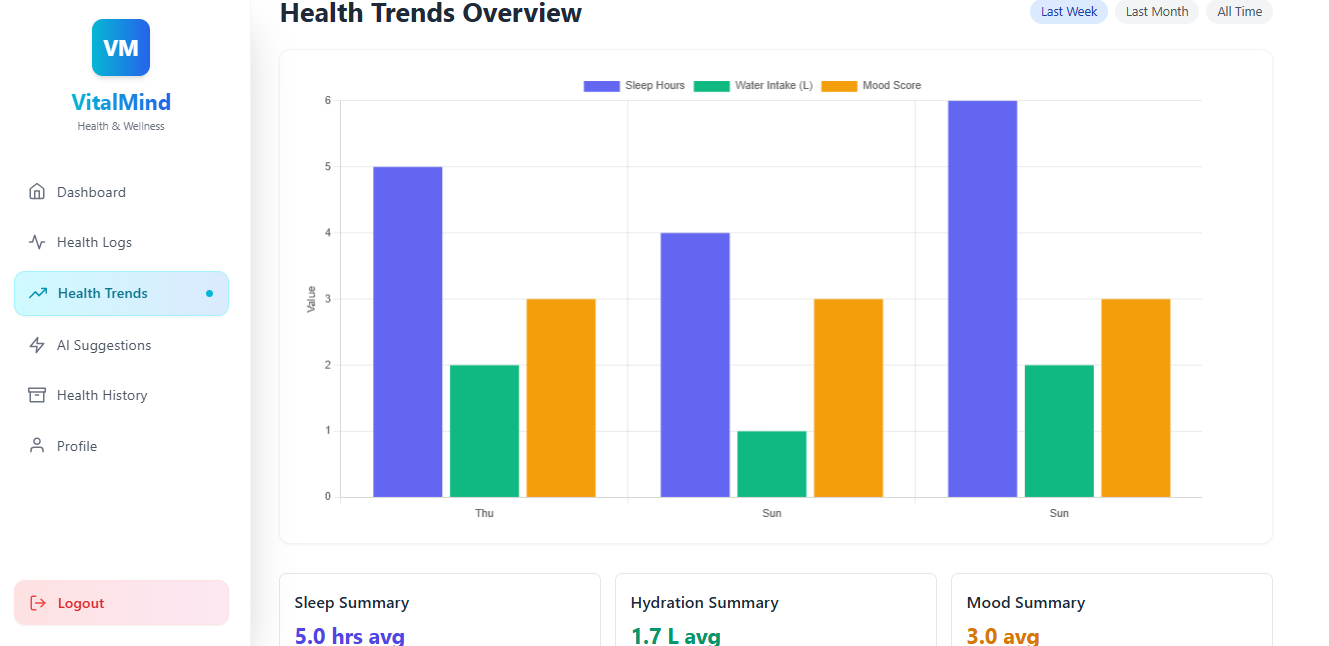 VM
VitalMind
Health & Wellness
Dashboard
Health Logs
Health Trends
AI Suggestions
Health History
Profile
Logout
Health Trends Overview
Last Week Last Month All Time
Sleep Hours Water Intake (L) Mood Score
Value
6
5
4
3
2
1
0
Thu Sun Sun
Sleep Summary
5.0 hrs avg
Hydration Summary
1.7 L avg
Mood Summary
3.0 avg